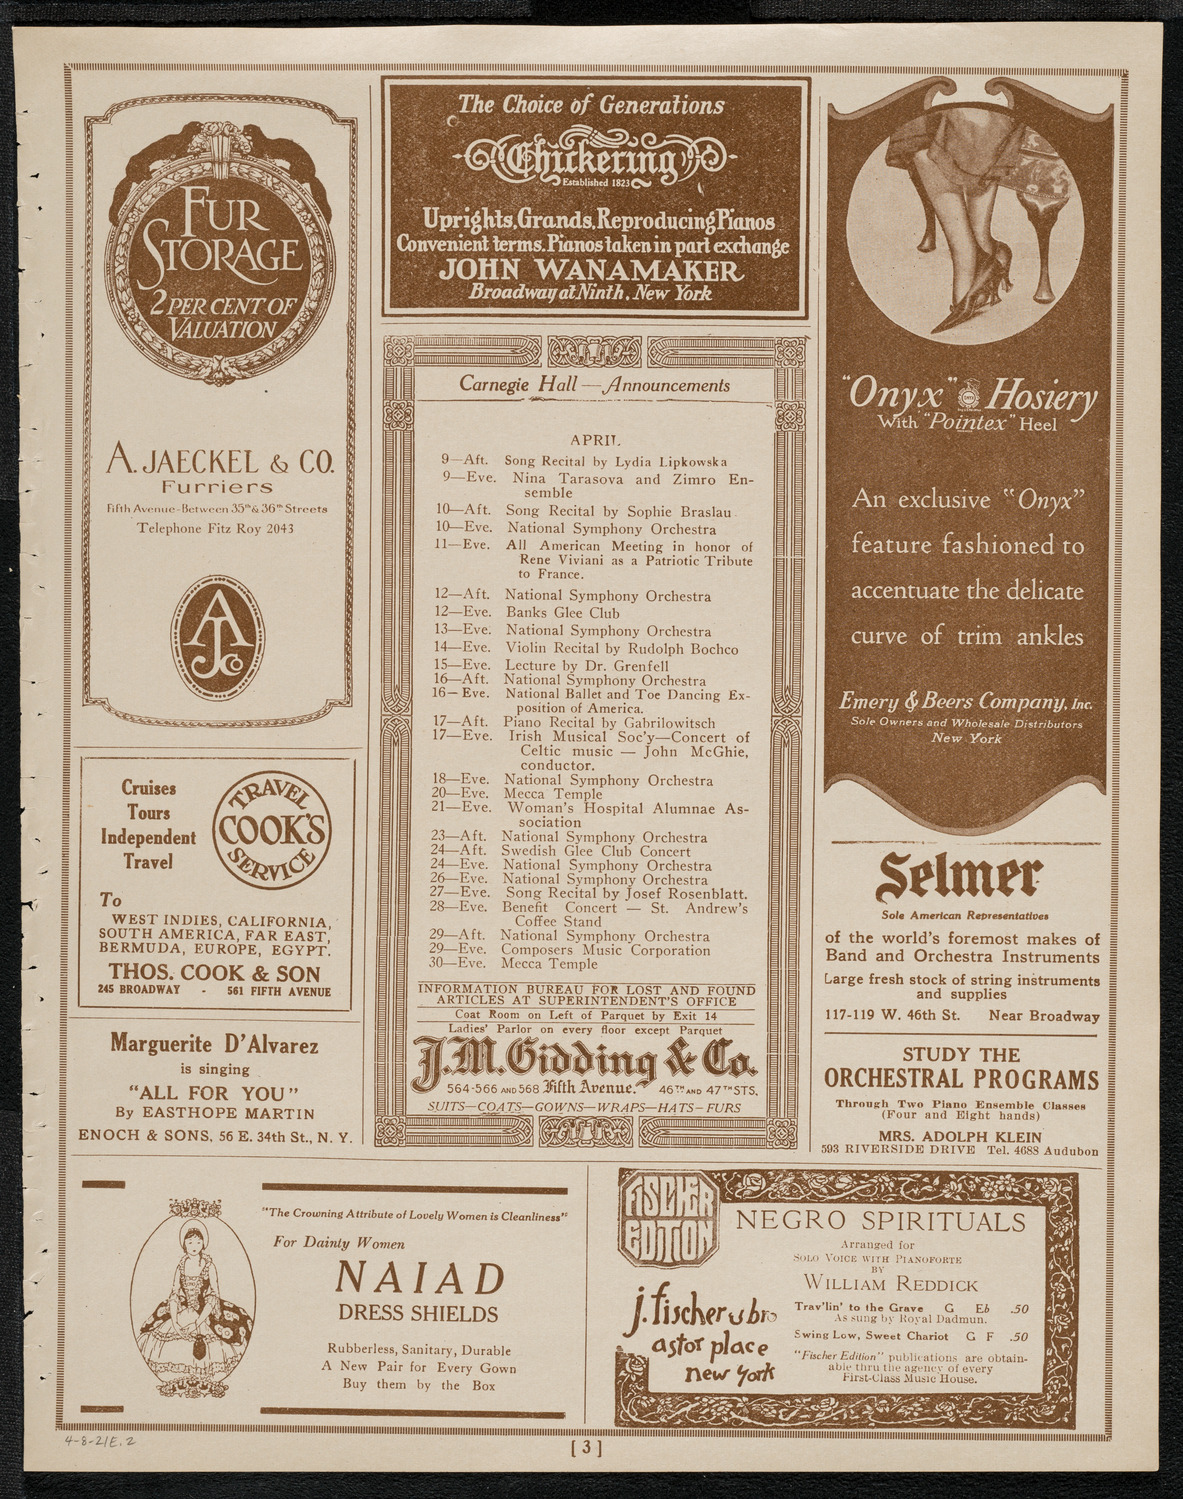 FUR
STORAGE
2 PER CENT OF
VALUATION
A. JAECKEL & CO.
Furriers
Fifth Avenue-Between 35th & 36th Streets
Telephone Fitz Roy 2043
AJCo
Cruises
Tours
Independent
Travel
TRAVEL
COOK'S
SERVICE
To
WEST INDIES, CALIFORNIA,
SOUTH AMERICA, FAR EAST,
BERMUDA, EUROPE, EGYPT.
THOS. COOK & SON
245 BROADWAY - 561 FIFTH AVENUE
Marguerite D'Alvarez
is singing
"ALL FOR YOU"
By EASTHOPE MARTIN
ENOCH & SONS, 56 E. 34th St., N. Y.
The Choice of Generations
Chickering
Established 1823
Uprights, Grands, Reproducing Pianos
Convenient terms. Pianos taken in part exchange
JOHN WANAMAKER
Broadway at Ninth, New York
Carnegie Hall — Announcements
APRIL
9—Aft. Song Recital by Lydia Lipkowska
9—Eve. Nina Tarasova and Zimro En-
semble
10—Aft. Song Recital by Sophie Braslau
10—Eve. National Symphony Orchestra
11—Eve. All American Meeting in honor of
Rene Viviani as a Patriotic Tribute
to France.
12—Aft. National Symphony Orchestra
12—Eve. Banks Glee Club
13—Eve. National Symphony Orchestra
14—Eve. Violin Recital by Rudolph Bochco
15—Eve. Lecture by Dr. Grenfell
16—Aft. National Symphony Orchestra
16—Eve. National Ballet and Toe Dancing Ex-
position of America.
17—Aft. Piano Recital by Gabrilowitsch
17—Eve. Irish Musical Soc'y—Concert of
Celtic music — John McGhie,
conductor.
18—Eve. National Symphony Orchestra
20—Eve. Mecca Temple
21—Eve. Woman's Hospital Alumnae As-
sociation
23—Aft. National Symphony Orchestra
24—Aft. Swedish Glee Club Concert
24—Eve. National Symphony Orchestra
26—Eve. National Symphony Orchestra
27—Eve. Song Recital by Josef Rosenblatt.
28—Eve. Benefit Concert — St. Andrew's
Coffee Stand
29—Aft. National Symphony Orchestra
29—Eve. Composers Music Corporation
30—Eve. Mecca Temple
INFORMATION BUREAU FOR LOST AND FOUND
ARTICLES AT SUPERINTENDENT'S OFFICE
Coat Room on Left of Parquet by Exit 14
Ladies' Parlor on every floor except Parquet
J. M. Gidding & Co.
564-566 AND 568 Fifth Avenue. 46TH AND 47TH STS.
SUITS—COATS—GOWNS—WRAPS—HATS—FURS
"Onyx" Hosiery
With "Pointex" Heel
An exclusive "Onyx"
feature fashioned to
accentuate the delicate
curve of trim ankles
Emery & Beers Company, Inc.
Sole Owners and Wholesale Distributors
New York
Selmer
Sole American Representatives
of the world's foremost makes of
Band and Orchestra Instruments
Large fresh stock of string instruments
and supplies
117-119 W. 46th St. Near Broadway
STUDY THE
ORCHESTRAL PROGRAMS
Through Two Piano Ensemble Classes
(Four and Eight hands)
MRS. ADOLPH KLEIN
593 RIVERSIDE DRIVE Tel. 4688 Audubon
"The Crowning Attribute of Lovely Women is Cleanliness"
For Dainty Women
NAIAD
DRESS SHIELDS
Rubberless, Sanitary, Durable
A New Pair for Every Gown
Buy them by the Box
FISCHER
EDITION
j. fischer & bro
astor place
new york
NEGRO SPIRITUALS
Arranged for
SOLO VOICE WITH PIANOFORTE
BY
WILLIAM REDDICK
Trav'lin' to the Grave G Eb .50
As sung by Royal Dadmun.
Swing Low, Sweet Chariot G F .50
"Fischer Edition" publications are obtain-
able thru the agency of every
First-Class Music House.
4-8-21E. 2
[ 3 ]